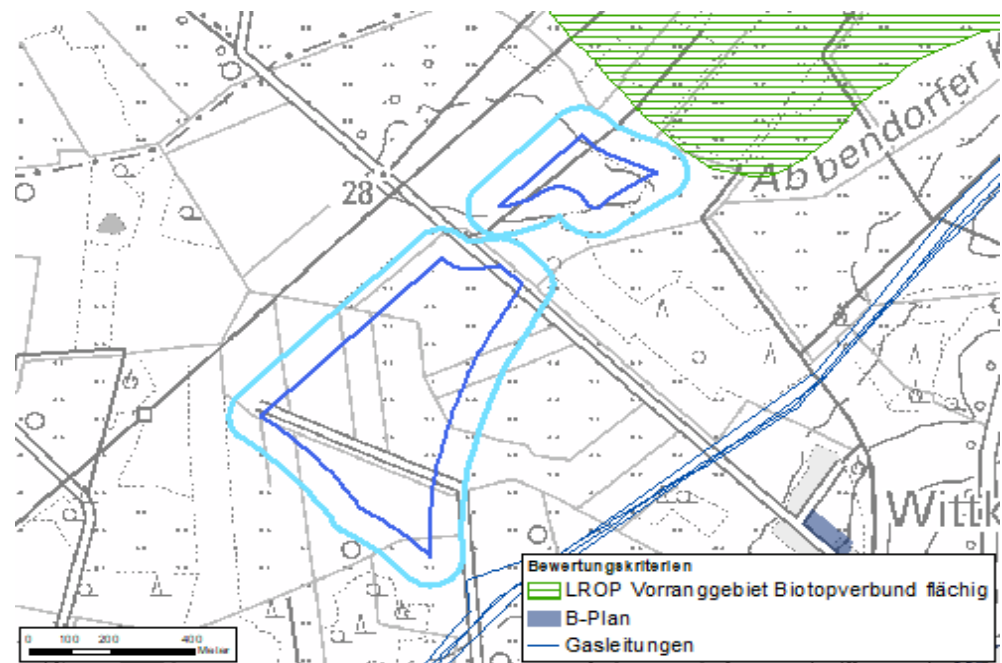 Abbendorfer
28
Wittk
Bewertungskriterien
LROP Vorranggebiet Biotopverbund flächig
B-Plan
Gasleitungen
0 100 200 400
Meter